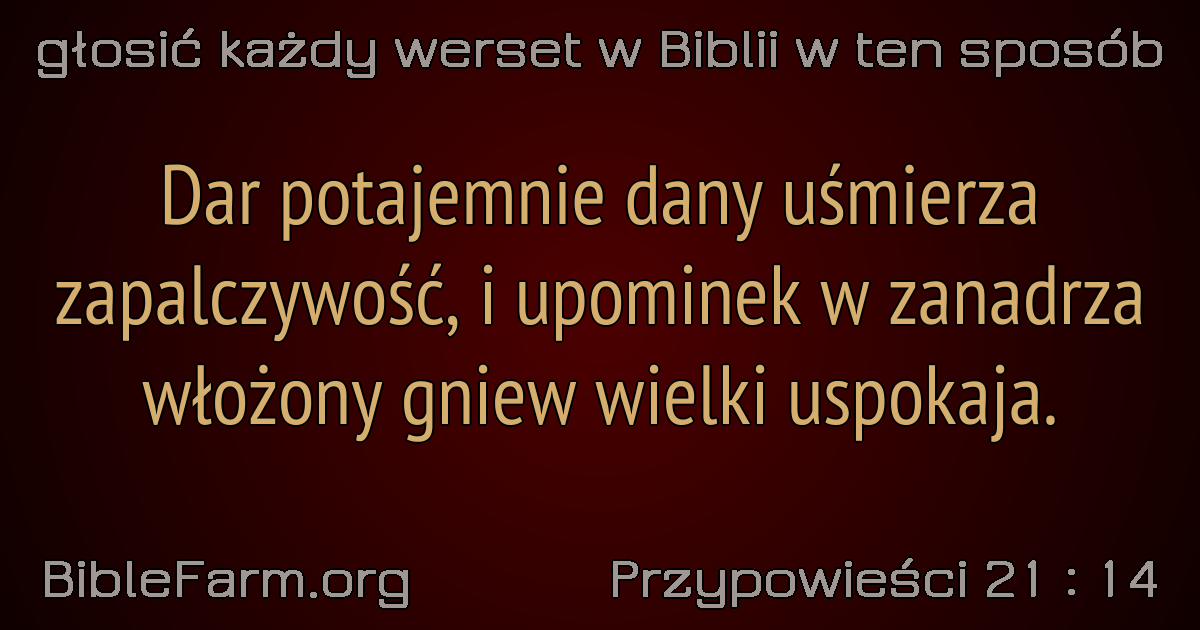 głosić każdy werset w Biblii w ten sposób
Dar potajemnie dany uśmierza
zapalczywość, i upominek w zanadrza
włożony gniew wielki uspokaja.
BibleFarm.org
Przypowieści 21 : 14